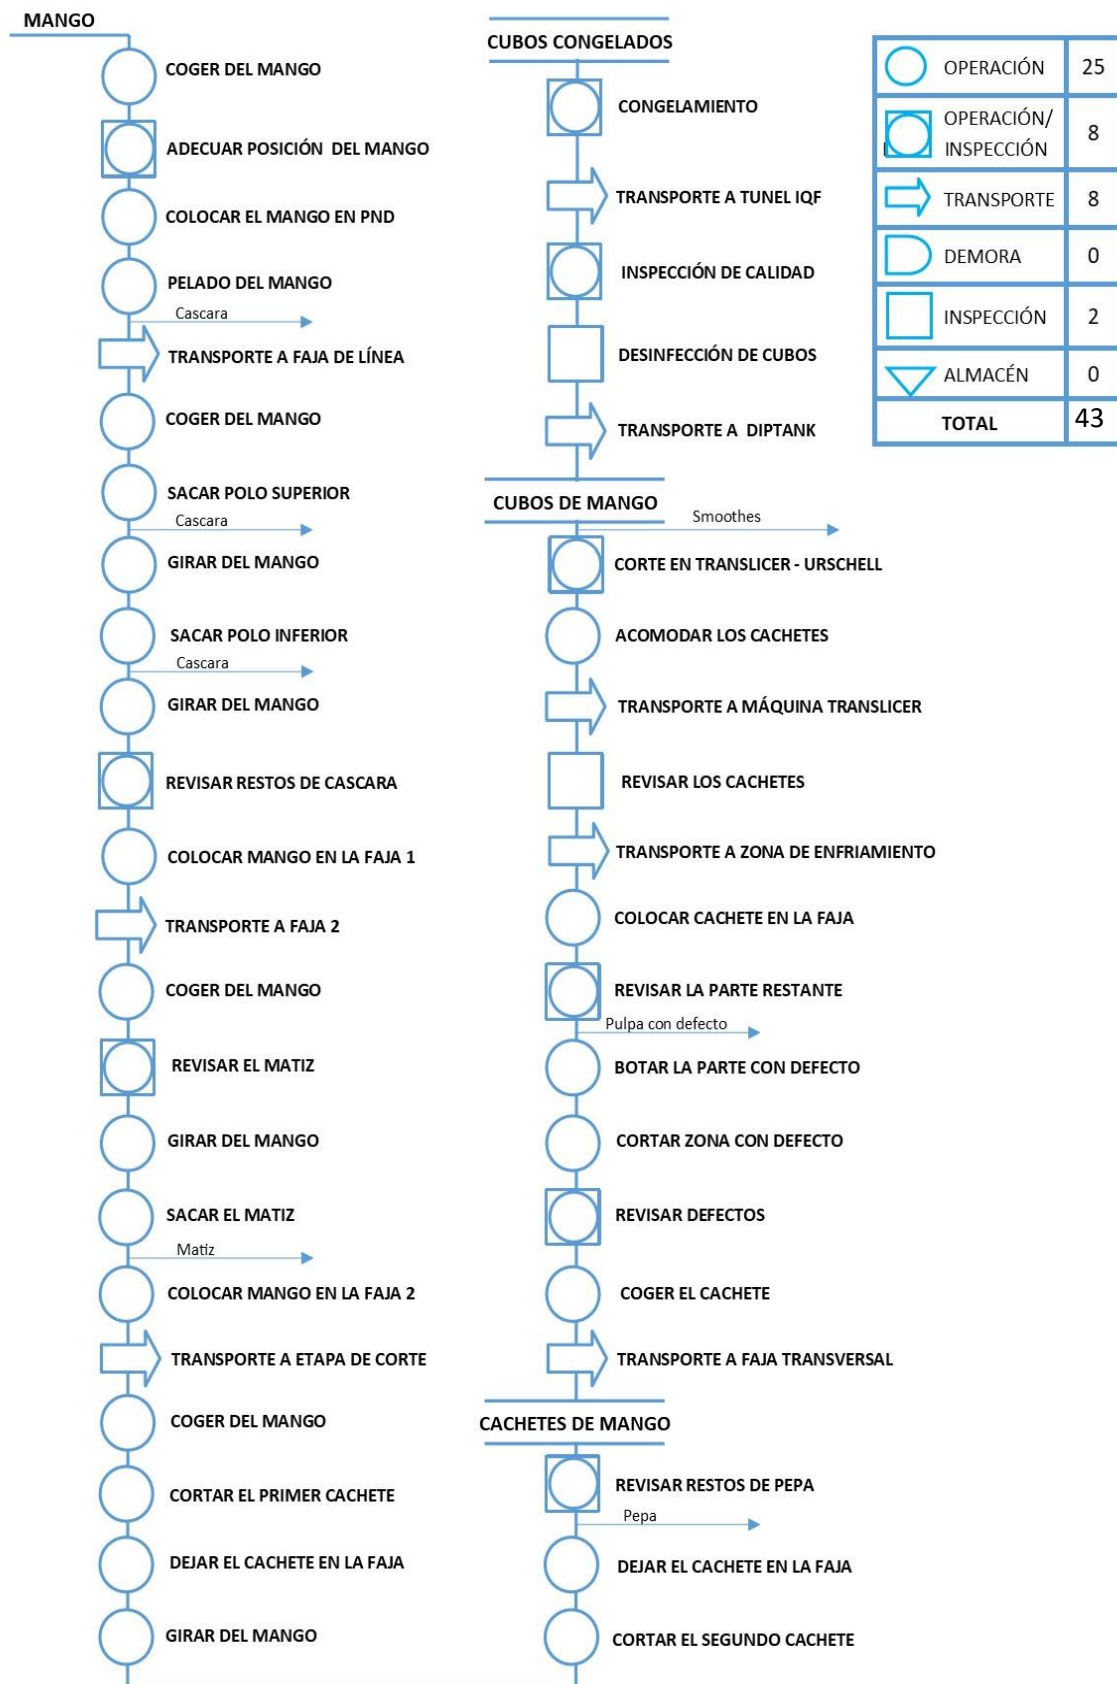 MANGO
COGER DEL MANGO
ADECUAR POSICIÓN DEL MANGO
COLOCAR EL MANGO EN PND
PELADO DEL MANGO
Cascara
TRANSPORTE A FAJA DE LÍNEA
COGER DEL MANGO
SACAR POLO SUPERIOR
Cascara
GIRAR DEL MANGO
SACAR POLO INFERIOR
Cascara
GIRAR DEL MANGO
REVISAR RESTOS DE CASCARA
COLOCAR MANGO EN LA FAJA 1
TRANSPORTE A FAJA 2
COGER DEL MANGO
REVISAR EL MATIZ
GIRAR DEL MANGO
SACAR EL MATIZ
Matiz
COLOCAR MANGO EN LA FAJA 2
TRANSPORTE A ETAPA DE CORTE
COGER DEL MANGO
CORTAR EL PRIMER CACHETE
DEJAR EL CACHETE EN LA FAJA
GIRAR DEL MANGO
CUBOS CONGELADOS
CONGELAMIENTO
TRANSPORTE A TUNEL IQF
INSPECCIÓN DE CALIDAD
DESINFECCIÓN DE CUBOS
TRANSPORTE A DIPTANK
CUBOS DE MANGO
Smoothes
CORTE EN TRANSLICER - URSCHELL
ACOMODAR LOS CACHETES
TRANSPORTE A MÁQUINA TRANSLICER
REVISAR LOS CACHETES
TRANSPORTE A ZONA DE ENFRIAMIENTO
COLOCAR CACHETE EN LA FAJA
REVISAR LA PARTE RESTANTE
Pulpa con defecto
BOTAR LA PARTE CON DEFECTO
CORTAR ZONA CON DEFECTO
REVISAR DEFECTOS
COGER EL CACHETE
TRANSPORTE A FAJA TRANSVERSAL
CACHETES DE MANGO
REVISAR RESTOS DE PEPA
Pepa
DEJAR EL CACHETE EN LA FAJA
CORTAR EL SEGUNDO CACHETE
OPERACIÓN 25
OPERACIÓN/
INSPECCIÓN 8
TRANSPORTE 8
DEMORA 0
INSPECCIÓN 2
ALMACÉN 0
TOTAL 43